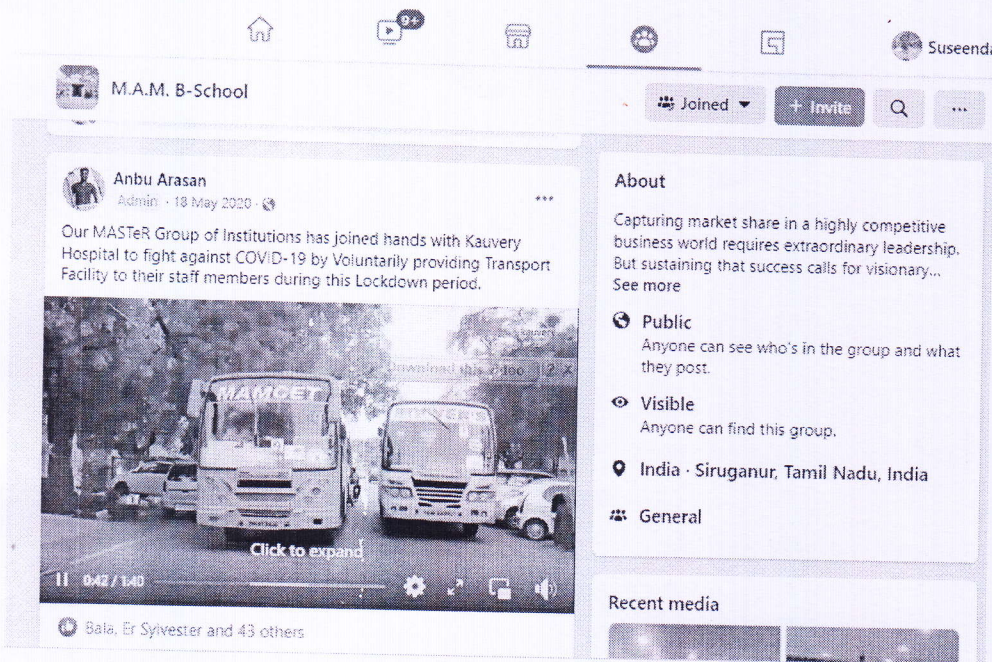 9+
Suseenda
M.A.M. B-School
Joined
+ Invite
Anbu Arasan
Admin · 18 May 2020 ·
Our MASTeR Group of Institutions has joined hands with Kauvery
Hospital to fight against COVID-19 by Voluntarily providing Transport
Facility to their staff members during this Lockdown period.
kauvery
Download this video ? X
MAMCET
Click to expand
0:42 / 1:40
Bala, Er Sylvester and 43 others
About
Capturing market share in a highly competitive
business world requires extraordinary leadership.
But sustaining that success calls for visionary...
See more
Public
Anyone can see who's in the group and what
they post.
Visible
Anyone can find this group.
India · Siruganur, Tamil Nadu, India
General
Recent media